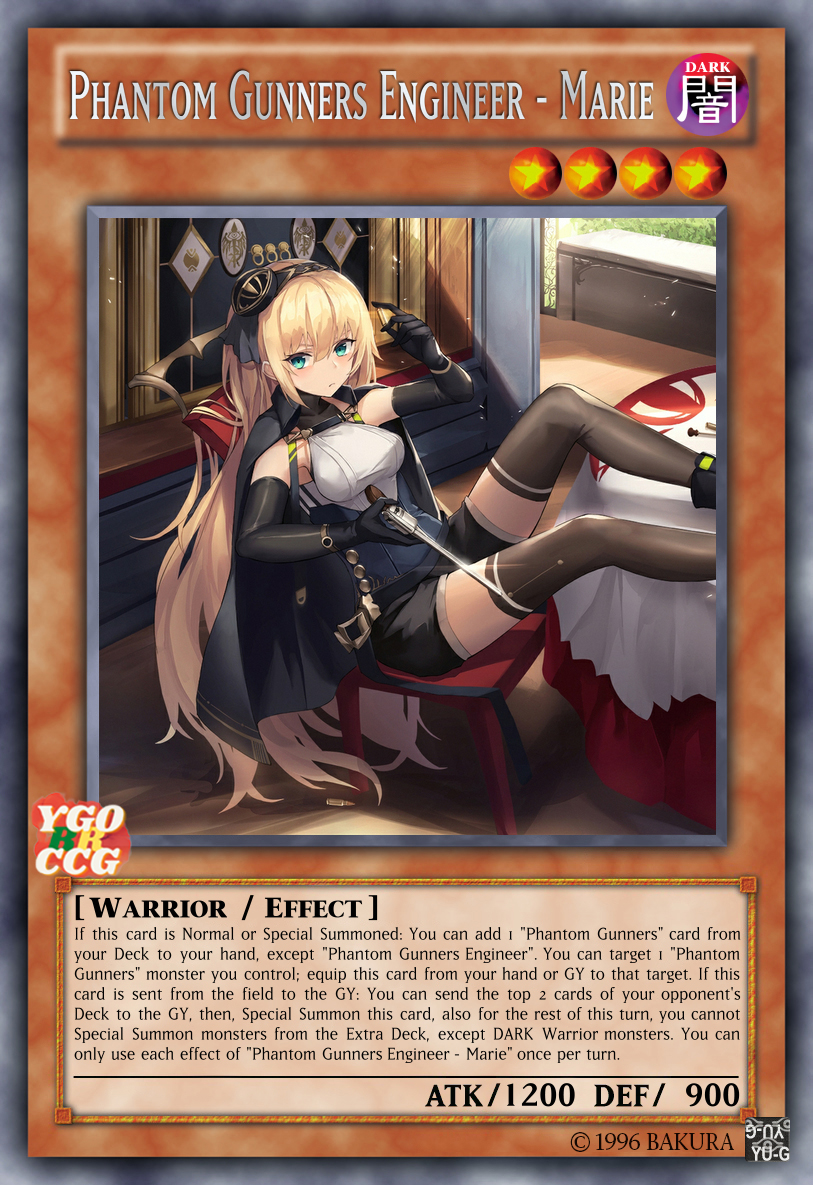 Phantom Gunners Engineer - Marie
DARK
闇
YGO
RR
CCG
[ Warrior / Effect ]
If this card is Normal or Special Summoned: You can add 1 "Phantom Gunners" card from
your Deck to your hand, except "Phantom Gunners Engineer". You can target 1 "Phantom
Gunners" monster you control; equip this card from your hand or GY to that target. If this
card is sent from the field to the GY: You can send the top 2 cards of your opponent's
Deck to the GY, then, Special Summon this card, also for the rest of this turn, you cannot
Special Summon monsters from the Extra Deck, except DARK Warrior monsters. You can
only use each effect of "Phantom Gunners Engineer - Marie" once per turn.
ATK/1200 DEF/ 900
© 1996 BAKURA
YU-G
YU-G